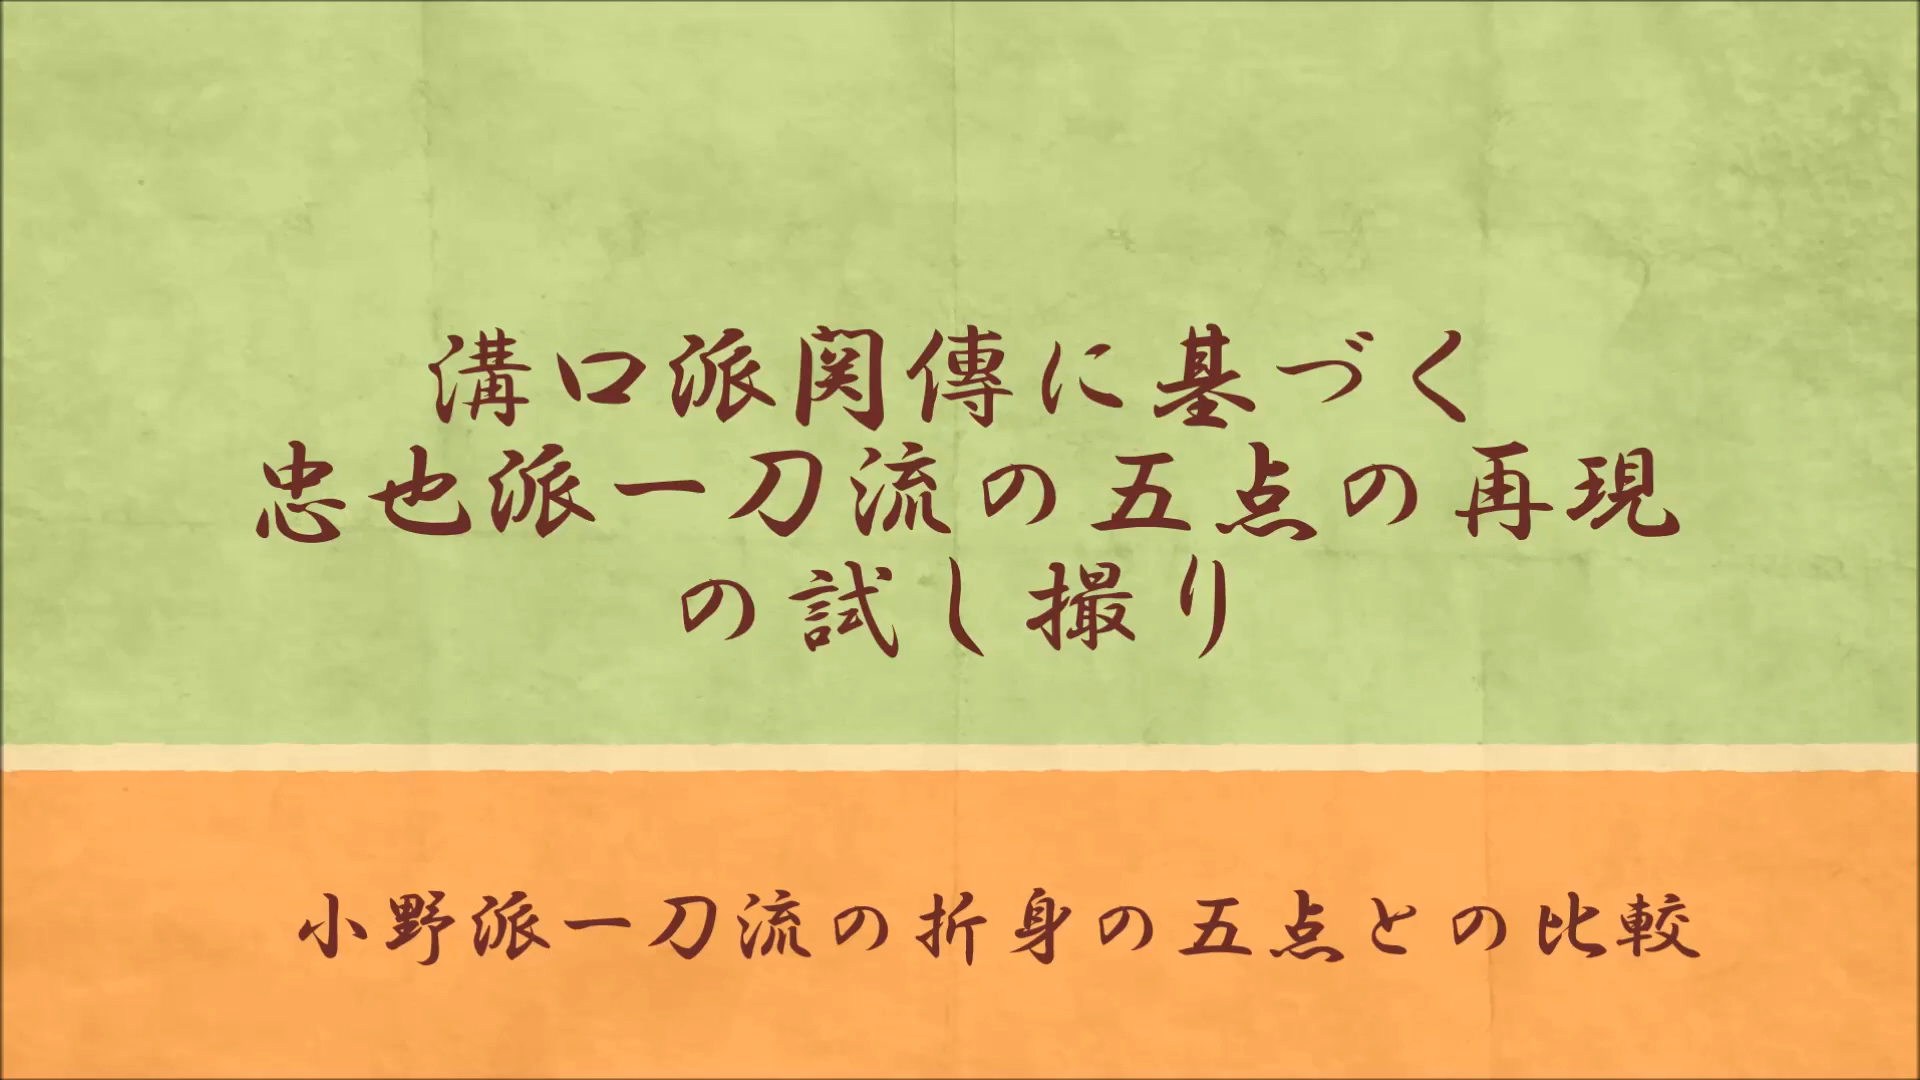 溝口派関傳に基づく
忠也派一刀流の五点の再現
の試し撮り
小野派一刀流の折身の五点との比較